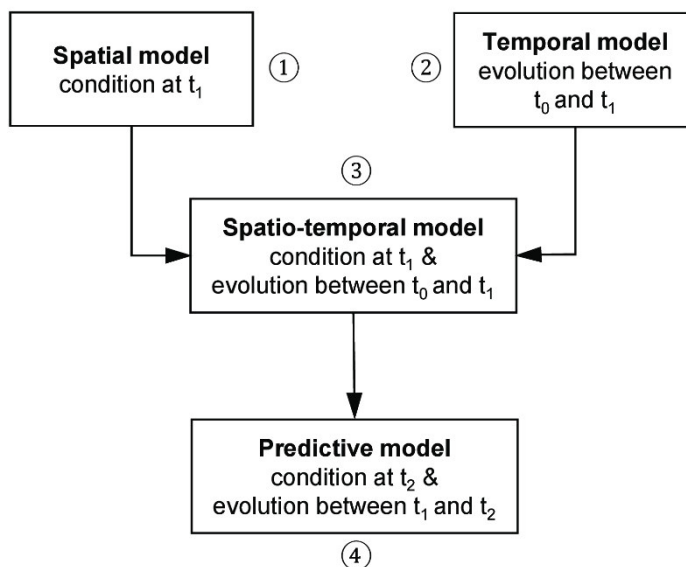 Spatial model
condition at t₁
①
②
Temporal model
evolution between
t₀ and t₁
③
Spatio-temporal model
condition at t₁ &
evolution between t₀ and t₁
Predictive model
condition at t₂ &
evolution between t₁ and t₂
④